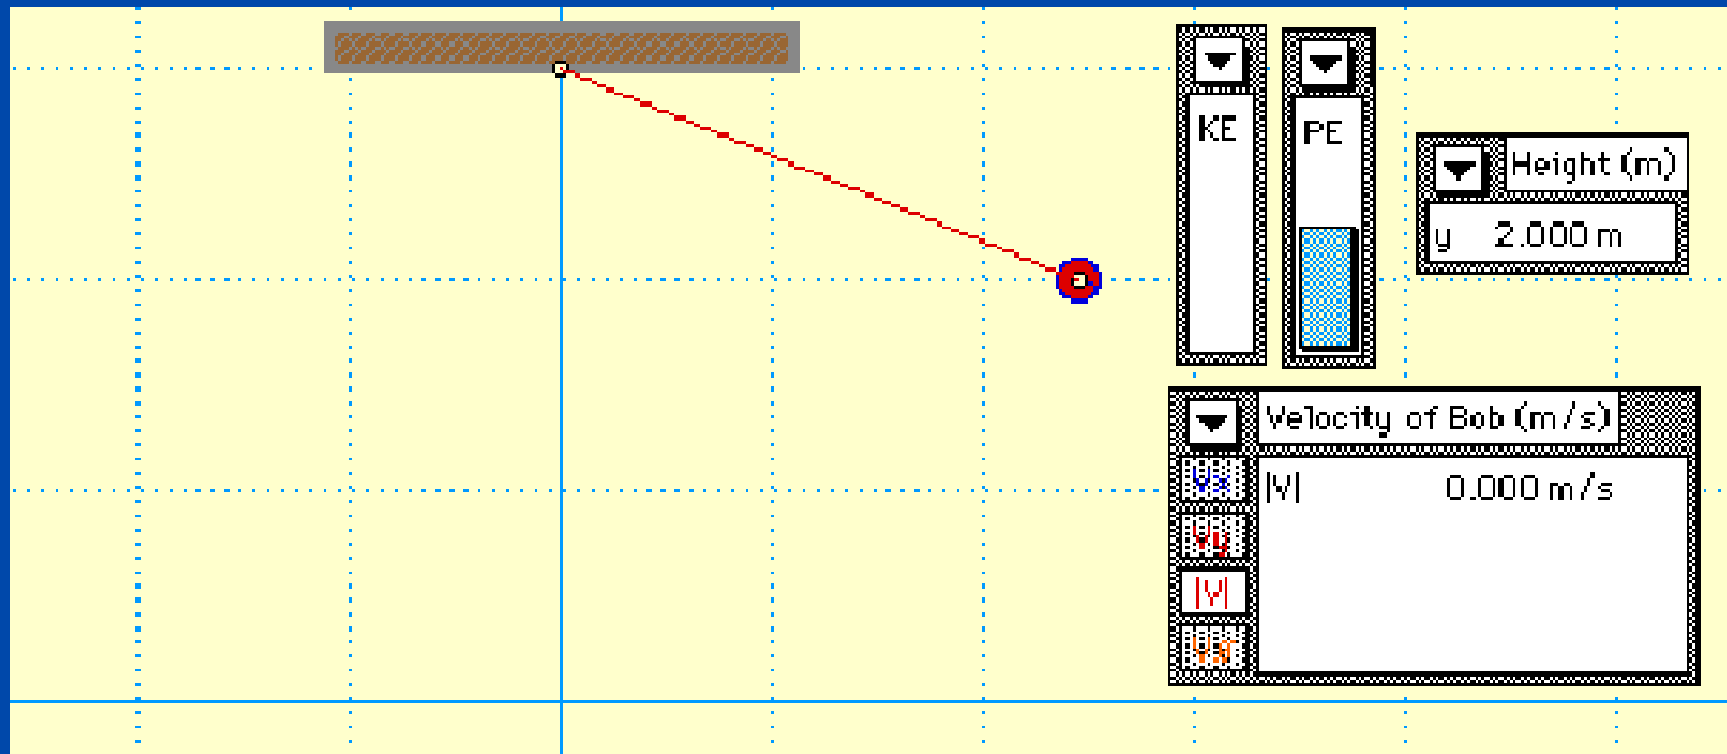 KE
PE
Height (m)
y 2.000 m
Velocity of Bob (m/s)
Vx
|V| 0.000 m/s
Vy
|V|